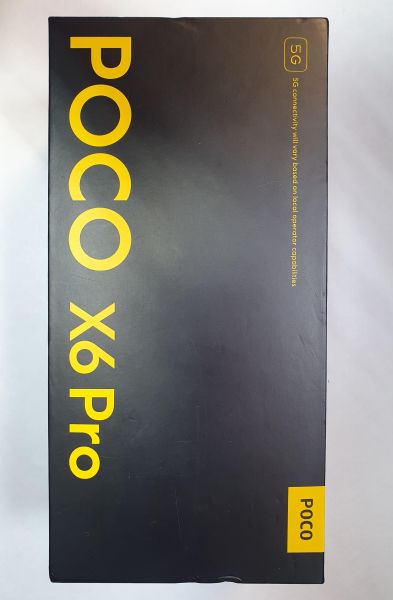 5G
5G connectivity will vary based on local operator capabilities
POCO X6 Pro
POCO